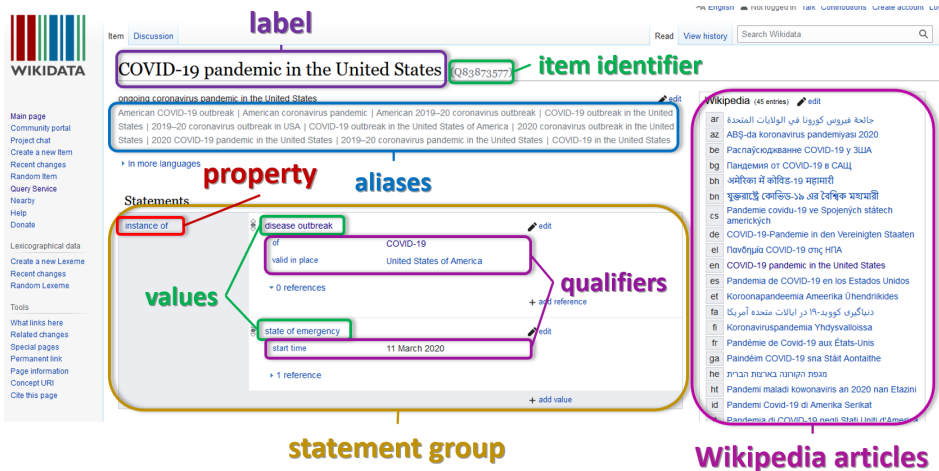 English Not logged in Talk Contributions Create account
label
Item Discussion
Read View history Search Wikidata
WIKIDATA
COVID-19 pandemic in the United States (Q83873577)
item identifier
ongoing coronavirus pandemic in the United States
edit
American COVID-19 outbreak | American coronavirus pandemic | American 2019–20 coronavirus outbreak | COVID-19 outbreak in the United
States | 2019–20 coronavirus outbreak in USA | COVID-19 outbreak in the United States of America | 2020 coronavirus outbreak in the United
States | 2020 coronavirus pandemic in the United States | 2019–20 coronavirus pandemic in the United States | COVID-19 in the United States
In more languages
aliases
property
Statements
instance of
disease outbreak
edit
of COVID-19
valid in place United States of America
0 references
+ add reference
values
qualifiers
state of emergency
edit
start time 11 March 2020
1 reference
+ add value
statement group
Main page
Community portal
Project chat
Create a new Item
Recent changes
Random Item
Query Service
Nearby
Help
Donate
Lexicographical data
Create a new Lexeme
Recent changes
Random Lexeme
Tools
What links here
Related changes
Special pages
Permanent link
Page information
Concept URI
Cite this page
Wikipedia (45 entries) edit
ar جائحة فيروس كورونا في الولايات المتحدة
az ABŞ-da koronavirus pandemiyası 2020
be Распаўсюджванне COVID-19 у ЗША
bg Пандемия от COVID-19 в САЩ
bh अमेरिका में कोविड-19 महामारी
bn যুক্তরাষ্ট্রে কোভিড-১৯ এর বৈশ্বিক মহামারী
cs Pandemie covidu-19 ve Spojených státech
amerických
de COVID-19-Pandemie in den Vereinigten Staaten
el Πανδημία COVID-19 στις ΗΠΑ
en COVID-19 pandemic in the United States
es Pandemia de COVID-19 en los Estados Unidos
et Koroonapandeemia Ameerika Ühendriikides
fa دنیاگیری کووید-۱۹ در ایالات متحده آمریکا
fi Koronaviruspandemia Yhdysvalloissa
fr Pandémie de Covid-19 aux États-Unis
ga Paindéim COVID-19 sna Stáit Aontaithe
he מגפת הקורונה בארצות הברית
ht Pandemi maladi kowonaviris an 2020 nan Etazini
id Pandemi Covid-19 di Amerika Serikat
it Pandemia di COVID-19 negli Stati Uniti d'America
Wikipedia articles